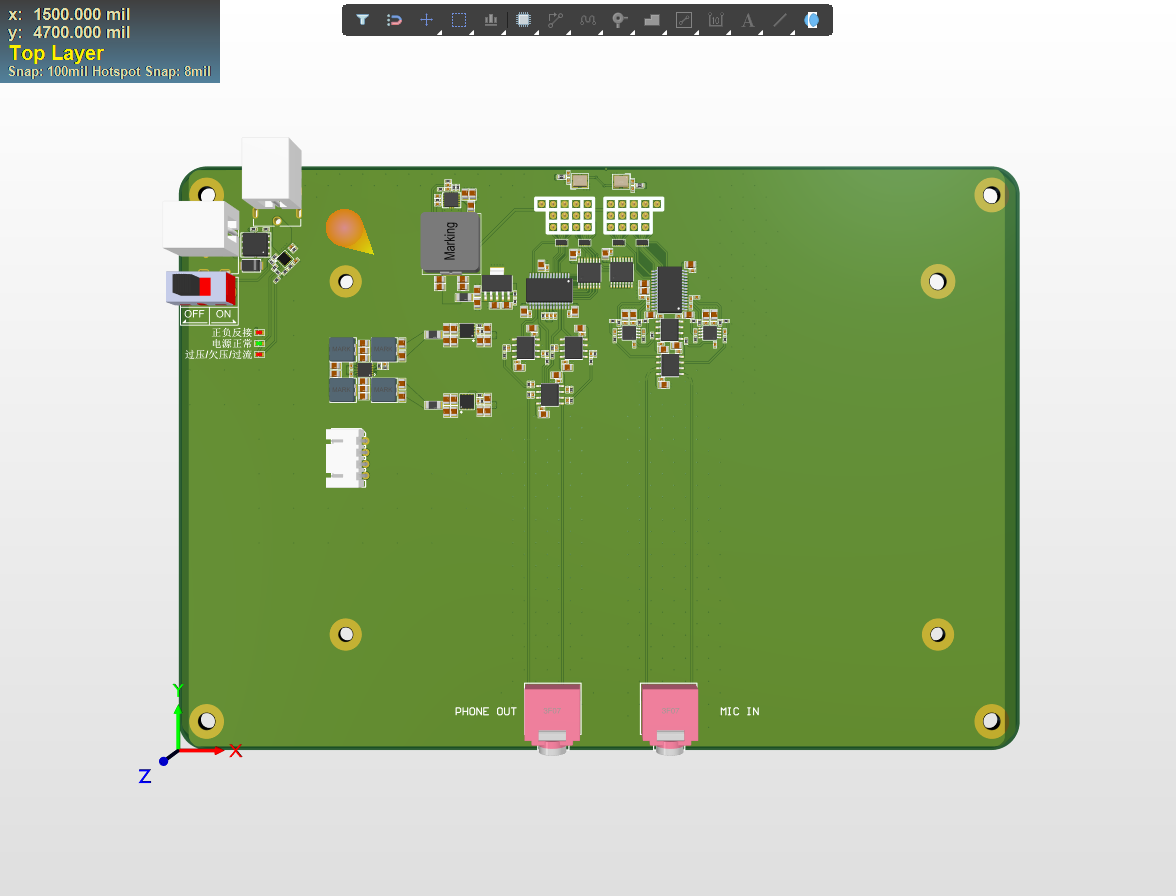 x: 1500.000 mil
y: 4700.000 mil
Top Layer
Snap: 100mil Hotspot Snap: 8mil
A
Marking
OFF ON
正负反接
电源正常
过压/欠压/过流
PHONE OUT
MIC IN
Y
X
Z